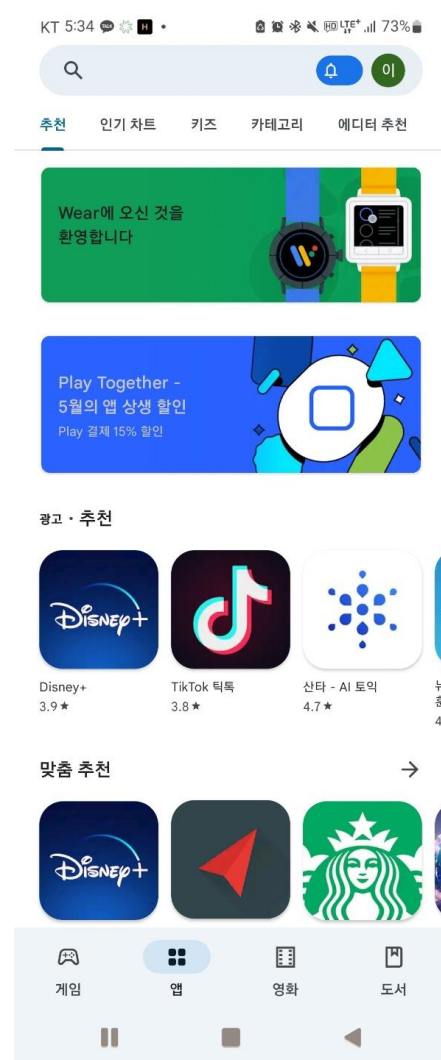 KT 5:34
73%
이
추천 인기 차트 키즈 카테고리 에디터 추천
Wear에 오신 것을
환영합니다
Play Together -
5월의 앱 상생 할인
Play 결제 15% 할인
광고 · 추천
Disney+
Disney+ TikTok 틱톡 산타 - AI 토익
3.9★ 3.8★ 4.7★
맞춤 추천
Disney+
게임 앱 영화 도서